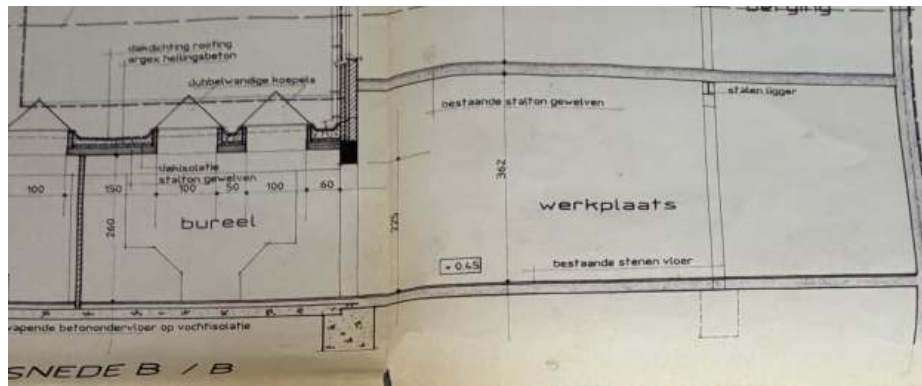 berging
dakdichting roofing
argex hellingsbeton
dubbelwandige koepels
bestaande stalton gewelven
stalen ligger
dakisolatie
stalton gewelven
100
150
100
50
100
60
260
bureel
225
362
werkplaats
+ 0.45
bestaande stenen vloer
wapende betonondervloer op vochtisolatie
SNEDE B / B